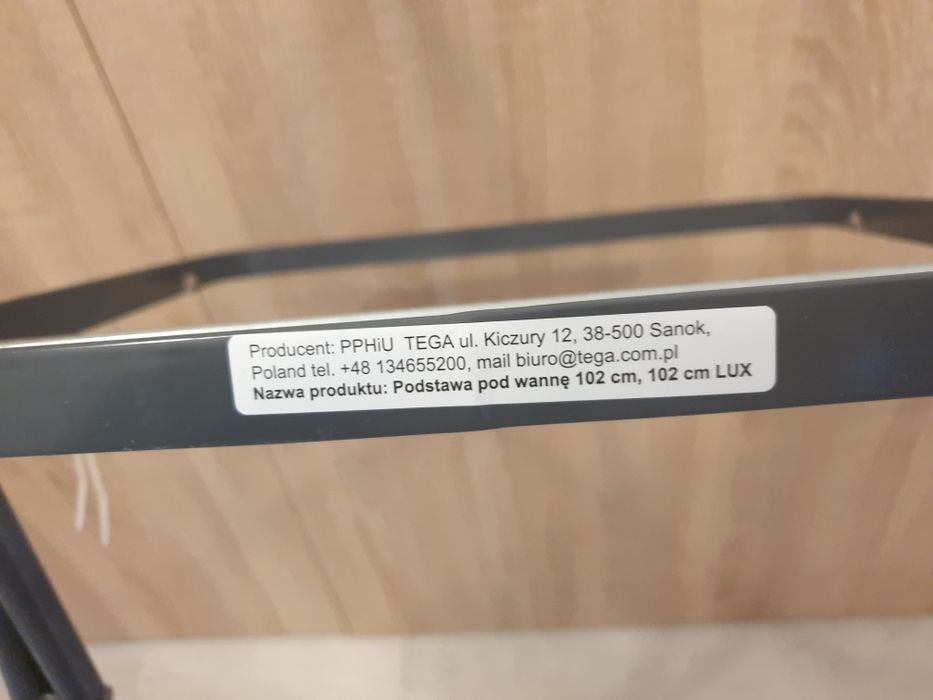 Producent: PPHiU TEGA ul. Kiczury 12, 38-500 Sanok,
Poland tel. +48 134655200, mail biuro@tega.com.pl
Nazwa produktu: Podstawa pod wannę 102 cm, 102 cm LUX